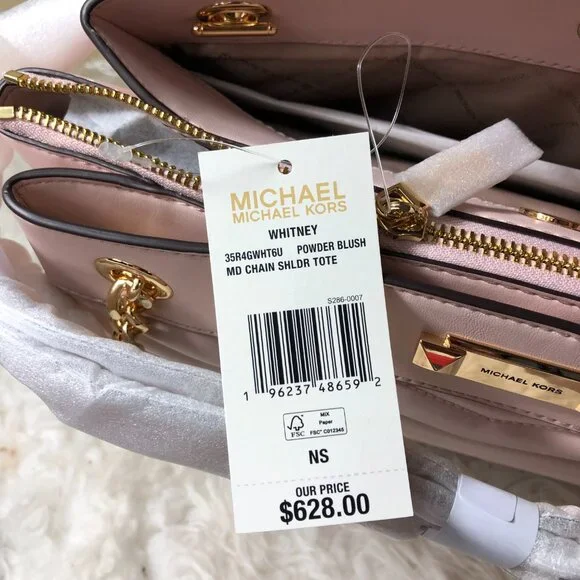 MICHAEL
MICHAEL KORS
WHITNEY
35R4GWHT6U POWDER BLUSH
MD CHAIN SHLDR TOTE
S286-0007
1 96237 48659 2
FSC
MIX
Paper
FSC® C012345
NS
OUR PRICE
$628.00
MICHAEL KORS